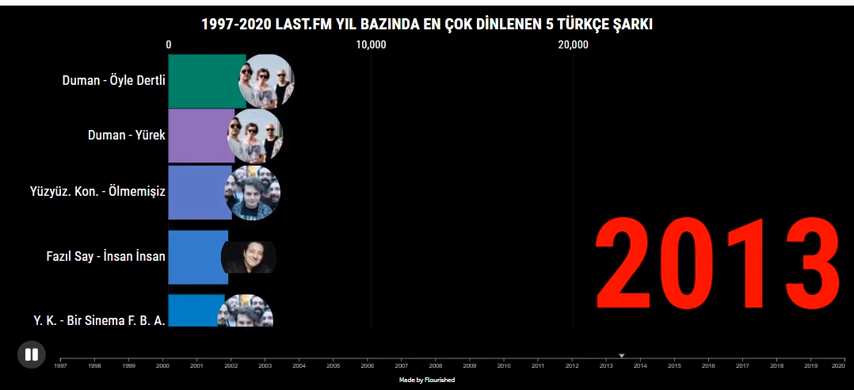 1997-2020 LAST.FM YIL BAZINDA EN ÇOK DİNLENEN 5 TÜRKÇE ŞARKI
0 10,000 20,000
Duman - Öyle Dertli
Duman - Yürek
Yüzyüz. Kon. - Ölmemişiz
Fazıl Say - İnsan İnsan
Y. K. - Bir Sinema F. B. A.
2013
1997 1998 1999 2000 2001 2002 2003 2004 2005 2006 2007 2008 2009 2010 2011 2012 2013 2014 2015 2016 2017 2018 2019 2020
Made by Flourished